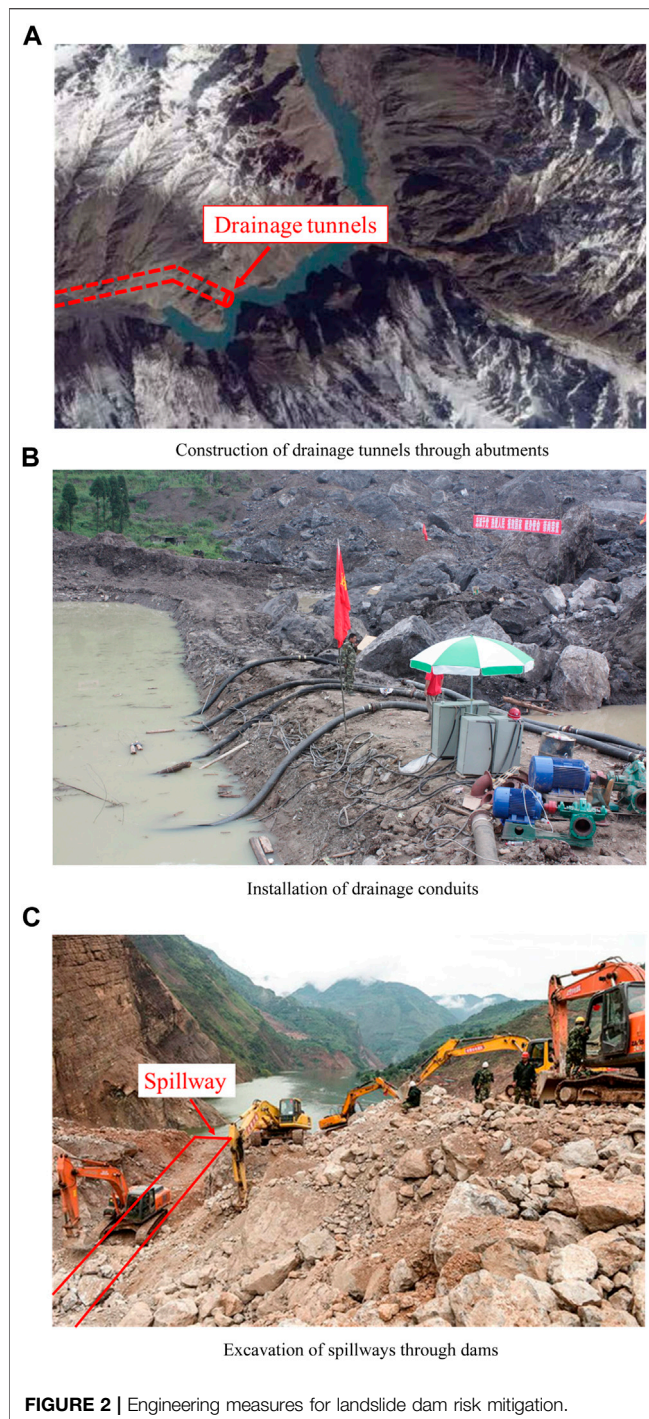 A
Drainage tunnels
Construction of drainage tunnels through abutments
B
Installation of drainage conduits
C
Spillway
Excavation of spillways through dams
FIGURE 2 | Engineering measures for landslide dam risk mitigation.